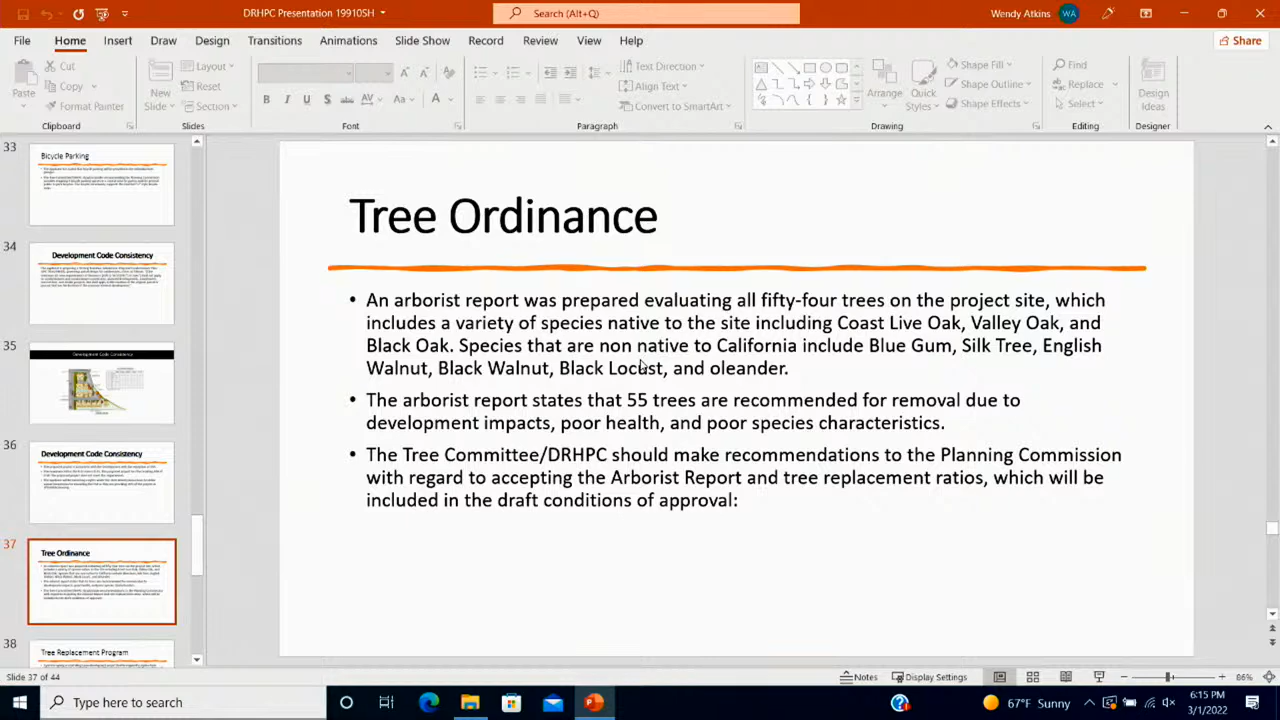 DRHPC Presentation 19910SH
Search (Alt+Q)
Wendy Atkins
WA
File Home Insert Draw Design Transitions Animations Slide Show Record Review View Help
Share
Paste
Cut
Copy
Format Painter
Clipboard
New
Slide
Layout
Reset
Section
Slides
Font
Text Direction
Align Text
Convert to SmartArt
Paragraph
Arrange
Quick
Styles
Shape Fill
Shape Outline
Shape Effects
Drawing
Find
Replace
Select
Editing
Design
Ideas
Designer
33
Bicycle Parking
34
Development Code Consistency
35
Development Code Consistency
36
Development Code Consistency
37
Tree Ordinance
38
Tree Replacement Program
Tree Ordinance
• An arborist report was prepared evaluating all fifty-four trees on the project site, which
includes a variety of species native to the site including Coast Live Oak, Valley Oak, and
Black Oak. Species that are non native to California include Blue Gum, Silk Tree, English
Walnut, Black Walnut, Black Locust, and oleander.
• The arborist report states that 55 trees are recommended for removal due to
development impacts, poor health, and poor species characteristics.
• The Tree Committee/DRHPC should make recommendations to the Planning Commission
with regard to accepting the Arborist Report and tree replacement ratios, which will be
included in the draft conditions of approval:
Slide 37 of 44
Notes
Display Settings
86%
Type here to search
67°F Sunny
6:15 PM
3/1/2022